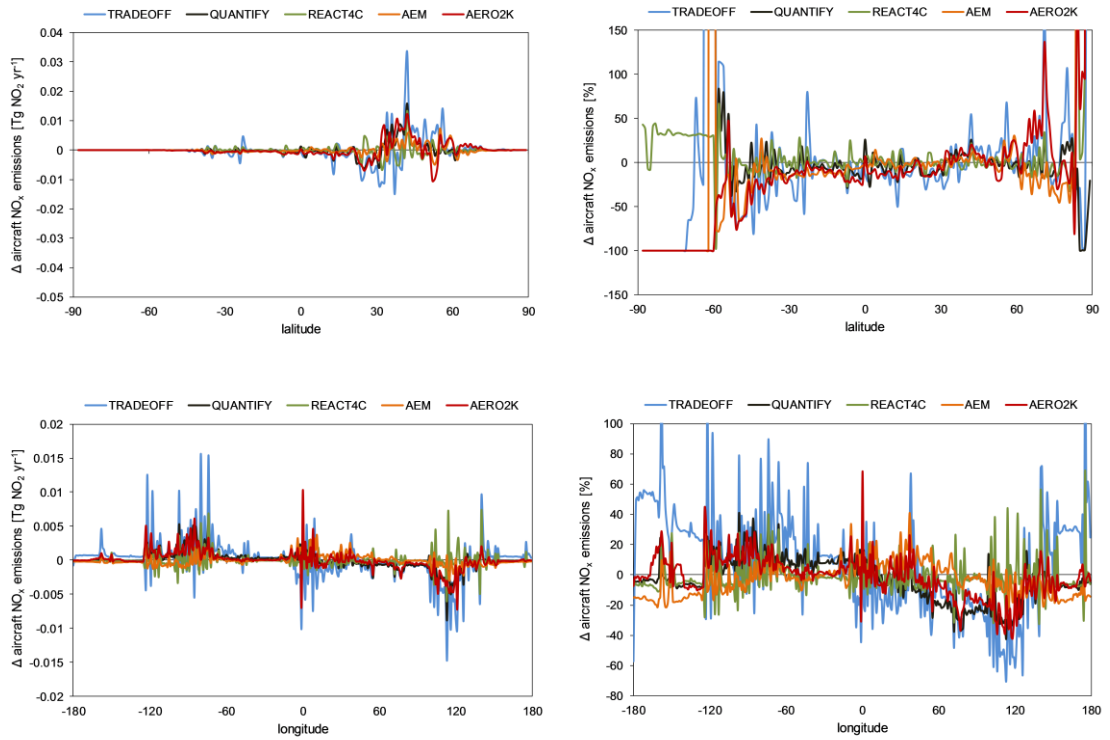 TRADEOFF QUANTIFY REACT4C AEM AERO2K
Δ aircraft NOx emissions [Tg NO2 yr-1]
0.04
0.03
0.02
0.01
0
-0.01
-0.02
-0.03
-0.04
-0.05
-90 -60 -30 0 30 60 90
lalitude
TRADEOFF QUANTIFY REACT4C AEM AERO2K
Δ aircraft NOx emissions [%]
150
100
50
0
-50
-100
-150
-90 -60 -30 0 30 60 90
lalitude
TRADEOFF QUANTIFY REACT4C AEM AERO2K
Δ aircraft NOx emissions [Tg NO2 yr-1]
0.02
0.015
0.01
0.005
0
-0.005
-0.01
-0.015
-0.02
-180 -120 -60 0 60 120 180
longitude
TRADEOFF QUANTIFY REACT4C AEM AERO2K
Δ aircraft NOx emissions [%]
100
80
60
40
20
0
-20
-40
-60
-80
-180 -120 -60 0 60 120 180
longitude